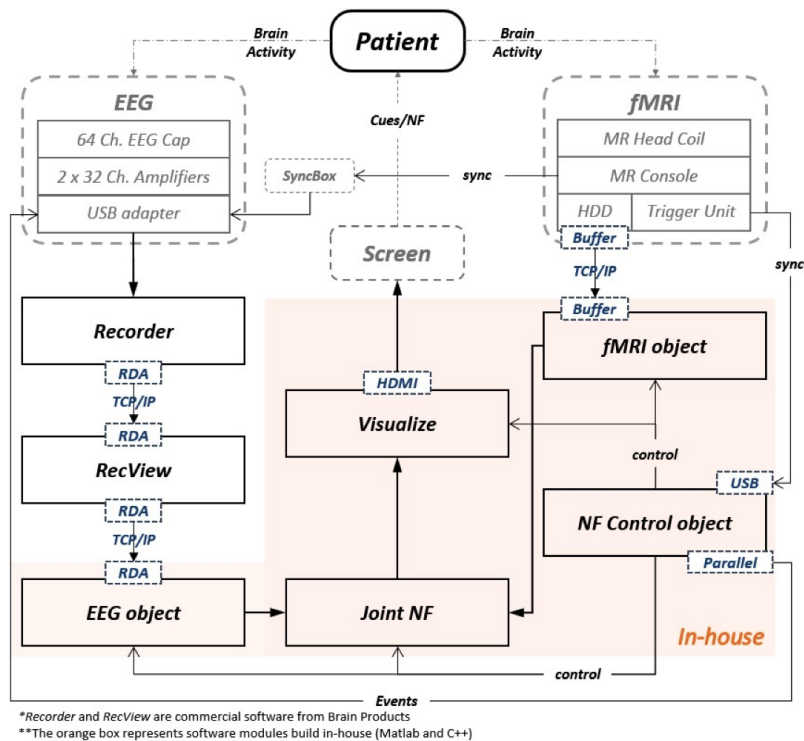 Patient
Brain
Activity
Brain
Activity
EEG
64 Ch. EEG Cap
2 x 32 Ch. Amplifiers
USB adapter
Cues/NF
SyncBox
sync
fMRI
MR Head Coil
MR Console
HDD
Trigger Unit
Buffer
TCP/IP
sync
Screen
Recorder
RDA
TCP/IP
RDA
RecView
RDA
TCP/IP
RDA
EEG object
HDMI
Visualize
Buffer
fMRI object
control
USB
NF Control object
Parallel
Joint NF
In-house
control
Events
*Recorder and RecView are commercial software from Brain Products
**The orange box represents software modules build in-house (Matlab and C++)